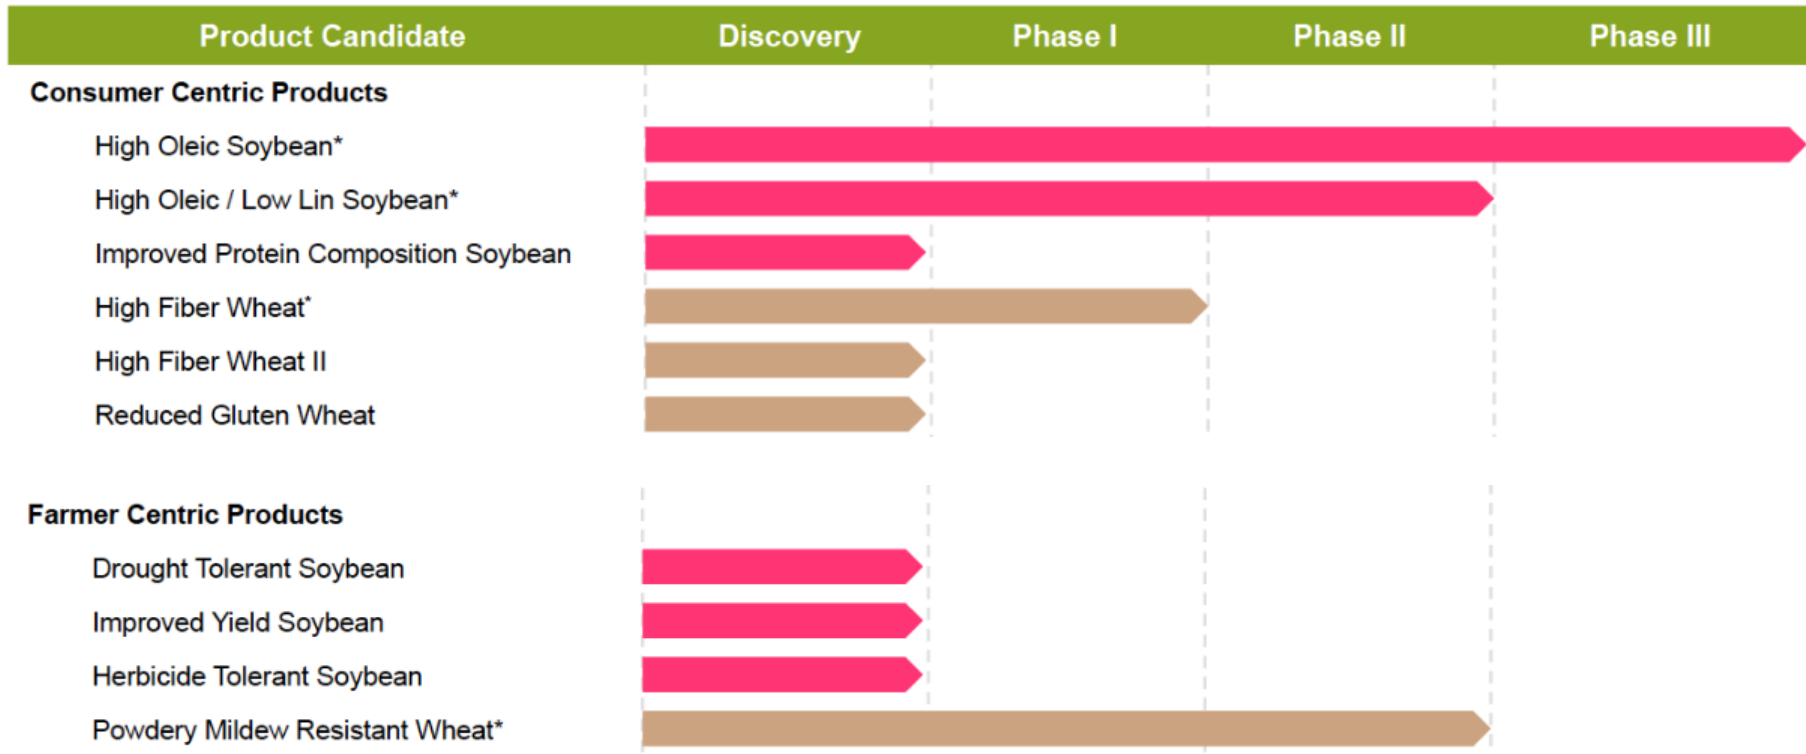 Product Candidate Discovery Phase I Phase II Phase III
Consumer Centric Products
High Oleic Soybean*
High Oleic / Low Lin Soybean*
Improved Protein Composition Soybean
High Fiber Wheat*
High Fiber Wheat II
Reduced Gluten Wheat
Farmer Centric Products
Drought Tolerant Soybean
Improved Yield Soybean
Herbicide Tolerant Soybean
Powdery Mildew Resistant Wheat*